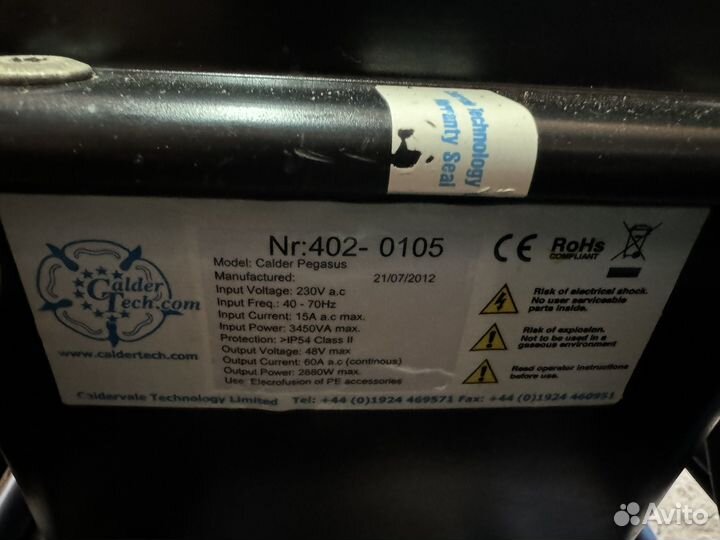 technology
Warranty Seal
Nr:402- 0105
Model: Calder Pegasus
Manufactured: 21/07/2012
Input Voltage: 230V a.c
Input Freq.: 40 - 70Hz
Input Current: 15A a.c max.
Input Power: 3450VA max.
Protection: >IP54 Class II
Output Voltage: 48V max
Output Current: 60A a.c (continous)
Output Power: 2880W max.
Use: Elecrofusion of PE accessories
Calder
Tech.com
www.caldertech.com
CE RoHs
COMPLIANT
Risk of electrical shock.
No user serviceable
parts inside.
Risk of explosion.
Not to be used in a
gaseous environment
Read operator instructions
before use.
Caldervale Technology Limited Tel: +44 (0)1924 469571 Fax: +44 (0)1924 460951
Avito